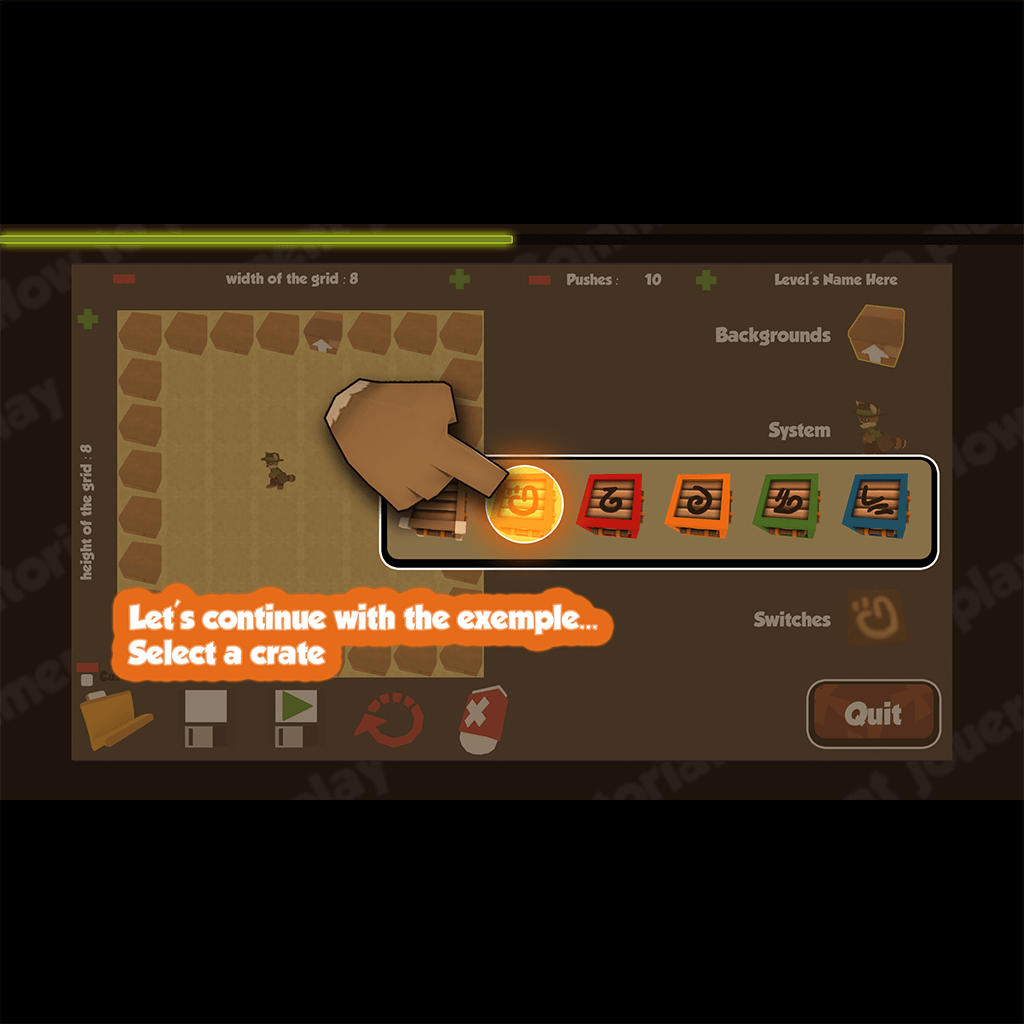 width of the grid : 8
Pushes : 10
Level's Name Here
Backgrounds
System
height of the grid : 8
Let's continue with the exemple...
Select a crate
Switches
Quit